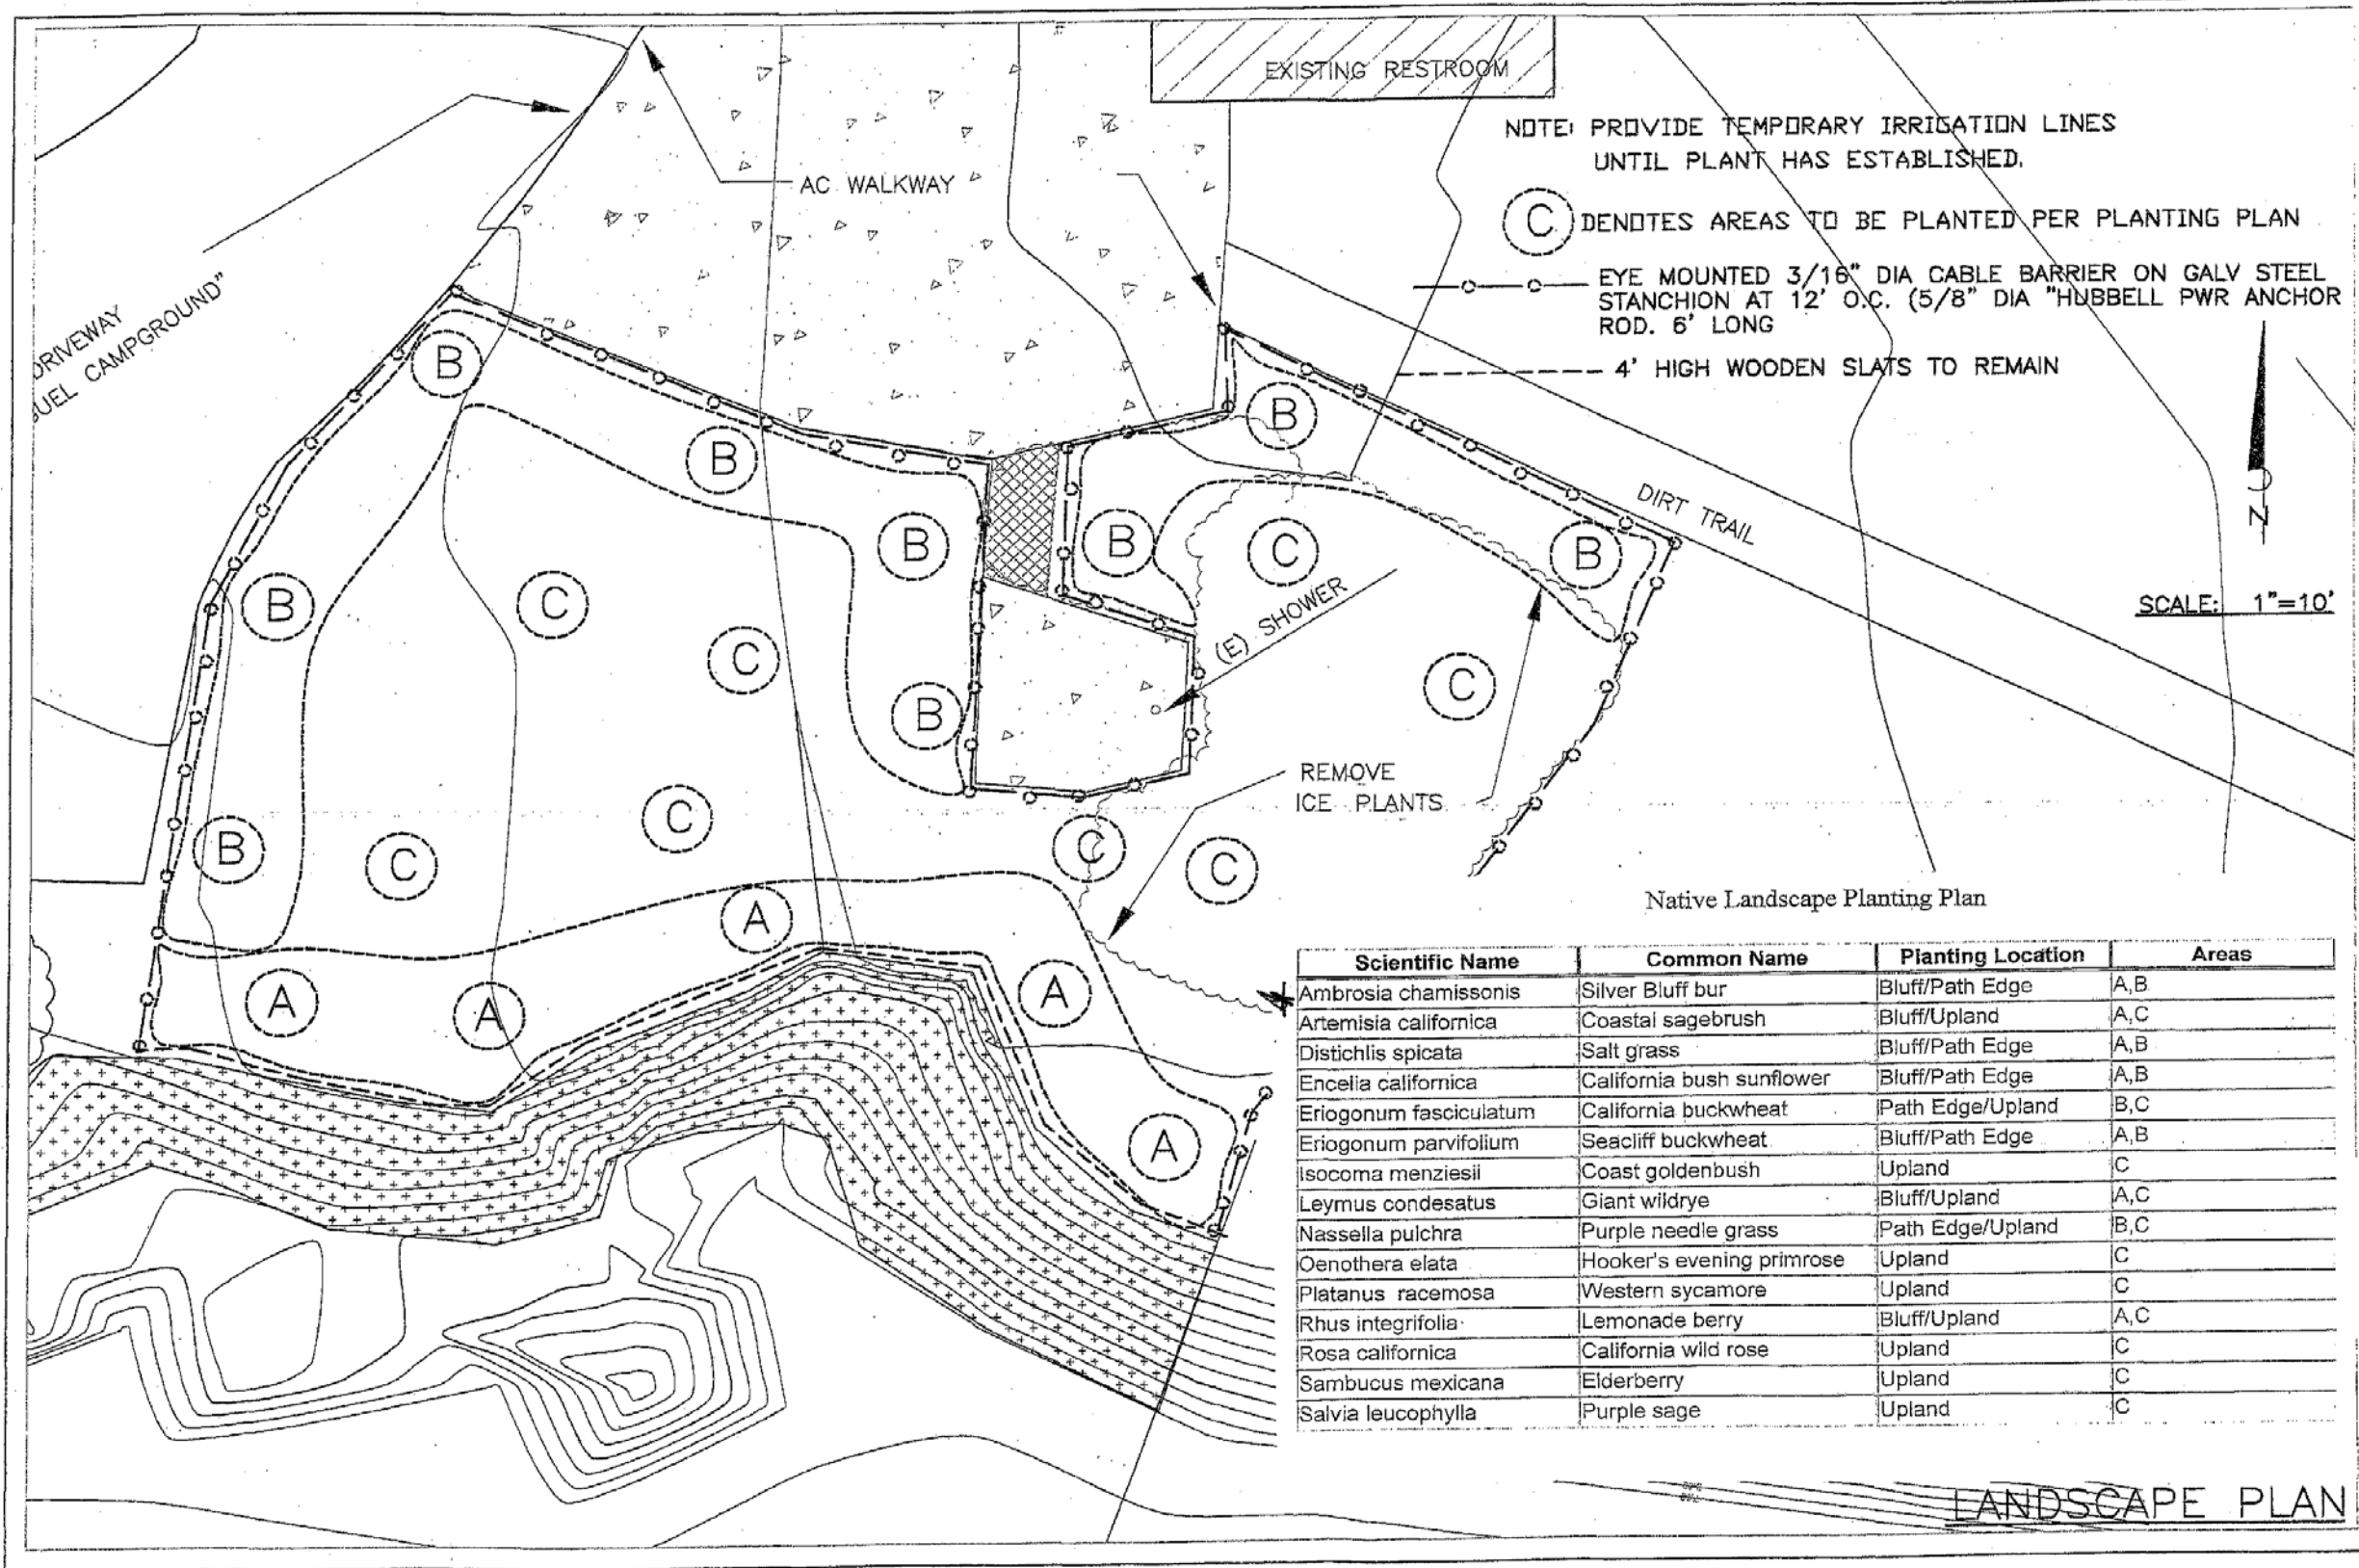 EXISTING RESTROOM
NOTE: PROVIDE TEMPORARY IRRIGATION LINES
UNTIL PLANT HAS ESTABLISHED.
AC WALKWAY
C DENOTES AREAS TO BE PLANTED PER PLANTING PLAN
EYE MOUNTED 3/16" DIA CABLE BARRIER ON GALV STEEL
STANCHION AT 12' O.C. (5/8" DIA "HUBBELL PWR ANCHOR
ROD. 6' LONG
4' HIGH WOODEN SLATS TO REMAIN
DRIVEWAY
GUEL CAMPGROUND"
B
B
B
B
B
B
B
B
B
C
C
C
C
C
C
C
C
DIRT TRAIL
N
SCALE: 1"=10'
(E) SHOWER
REMOVE
ICE PLANTS
A
A
A
A
A
Native Landscape Planting Plan
Scientific Name Common Name Planting Location Areas
Ambrosia chamissonis Silver Bluff bur Bluff/Path Edge A,B
Artemisia californica Coastal sagebrush Bluff/Upland A,C
Distichlis spicata Salt grass Bluff/Path Edge A,B
Encelia californica California bush sunflower Bluff/Path Edge A,B
Eriogonum fasciculatum California buckwheat Path Edge/Upland B,C
Eriogonum parvifolium Seacliff buckwheat Bluff/Path Edge A,B
Isocoma menziesii Coast goldenbush Upland C
Leymus condesatus Giant wildrye Bluff/Upland A,C
Nassella pulchra Purple needle grass Path Edge/Upland B,C
Oenothera elata Hooker's evening primrose Upland C
Platanus racemosa Western sycamore Upland C
Rhus integrifolia Lemonade berry Bluff/Upland A,C
Rosa californica California wild rose Upland C
Sambucus mexicana Elderberry Upland C
Salvia leucophylla Purple sage Upland C
LANDSCAPE PLAN